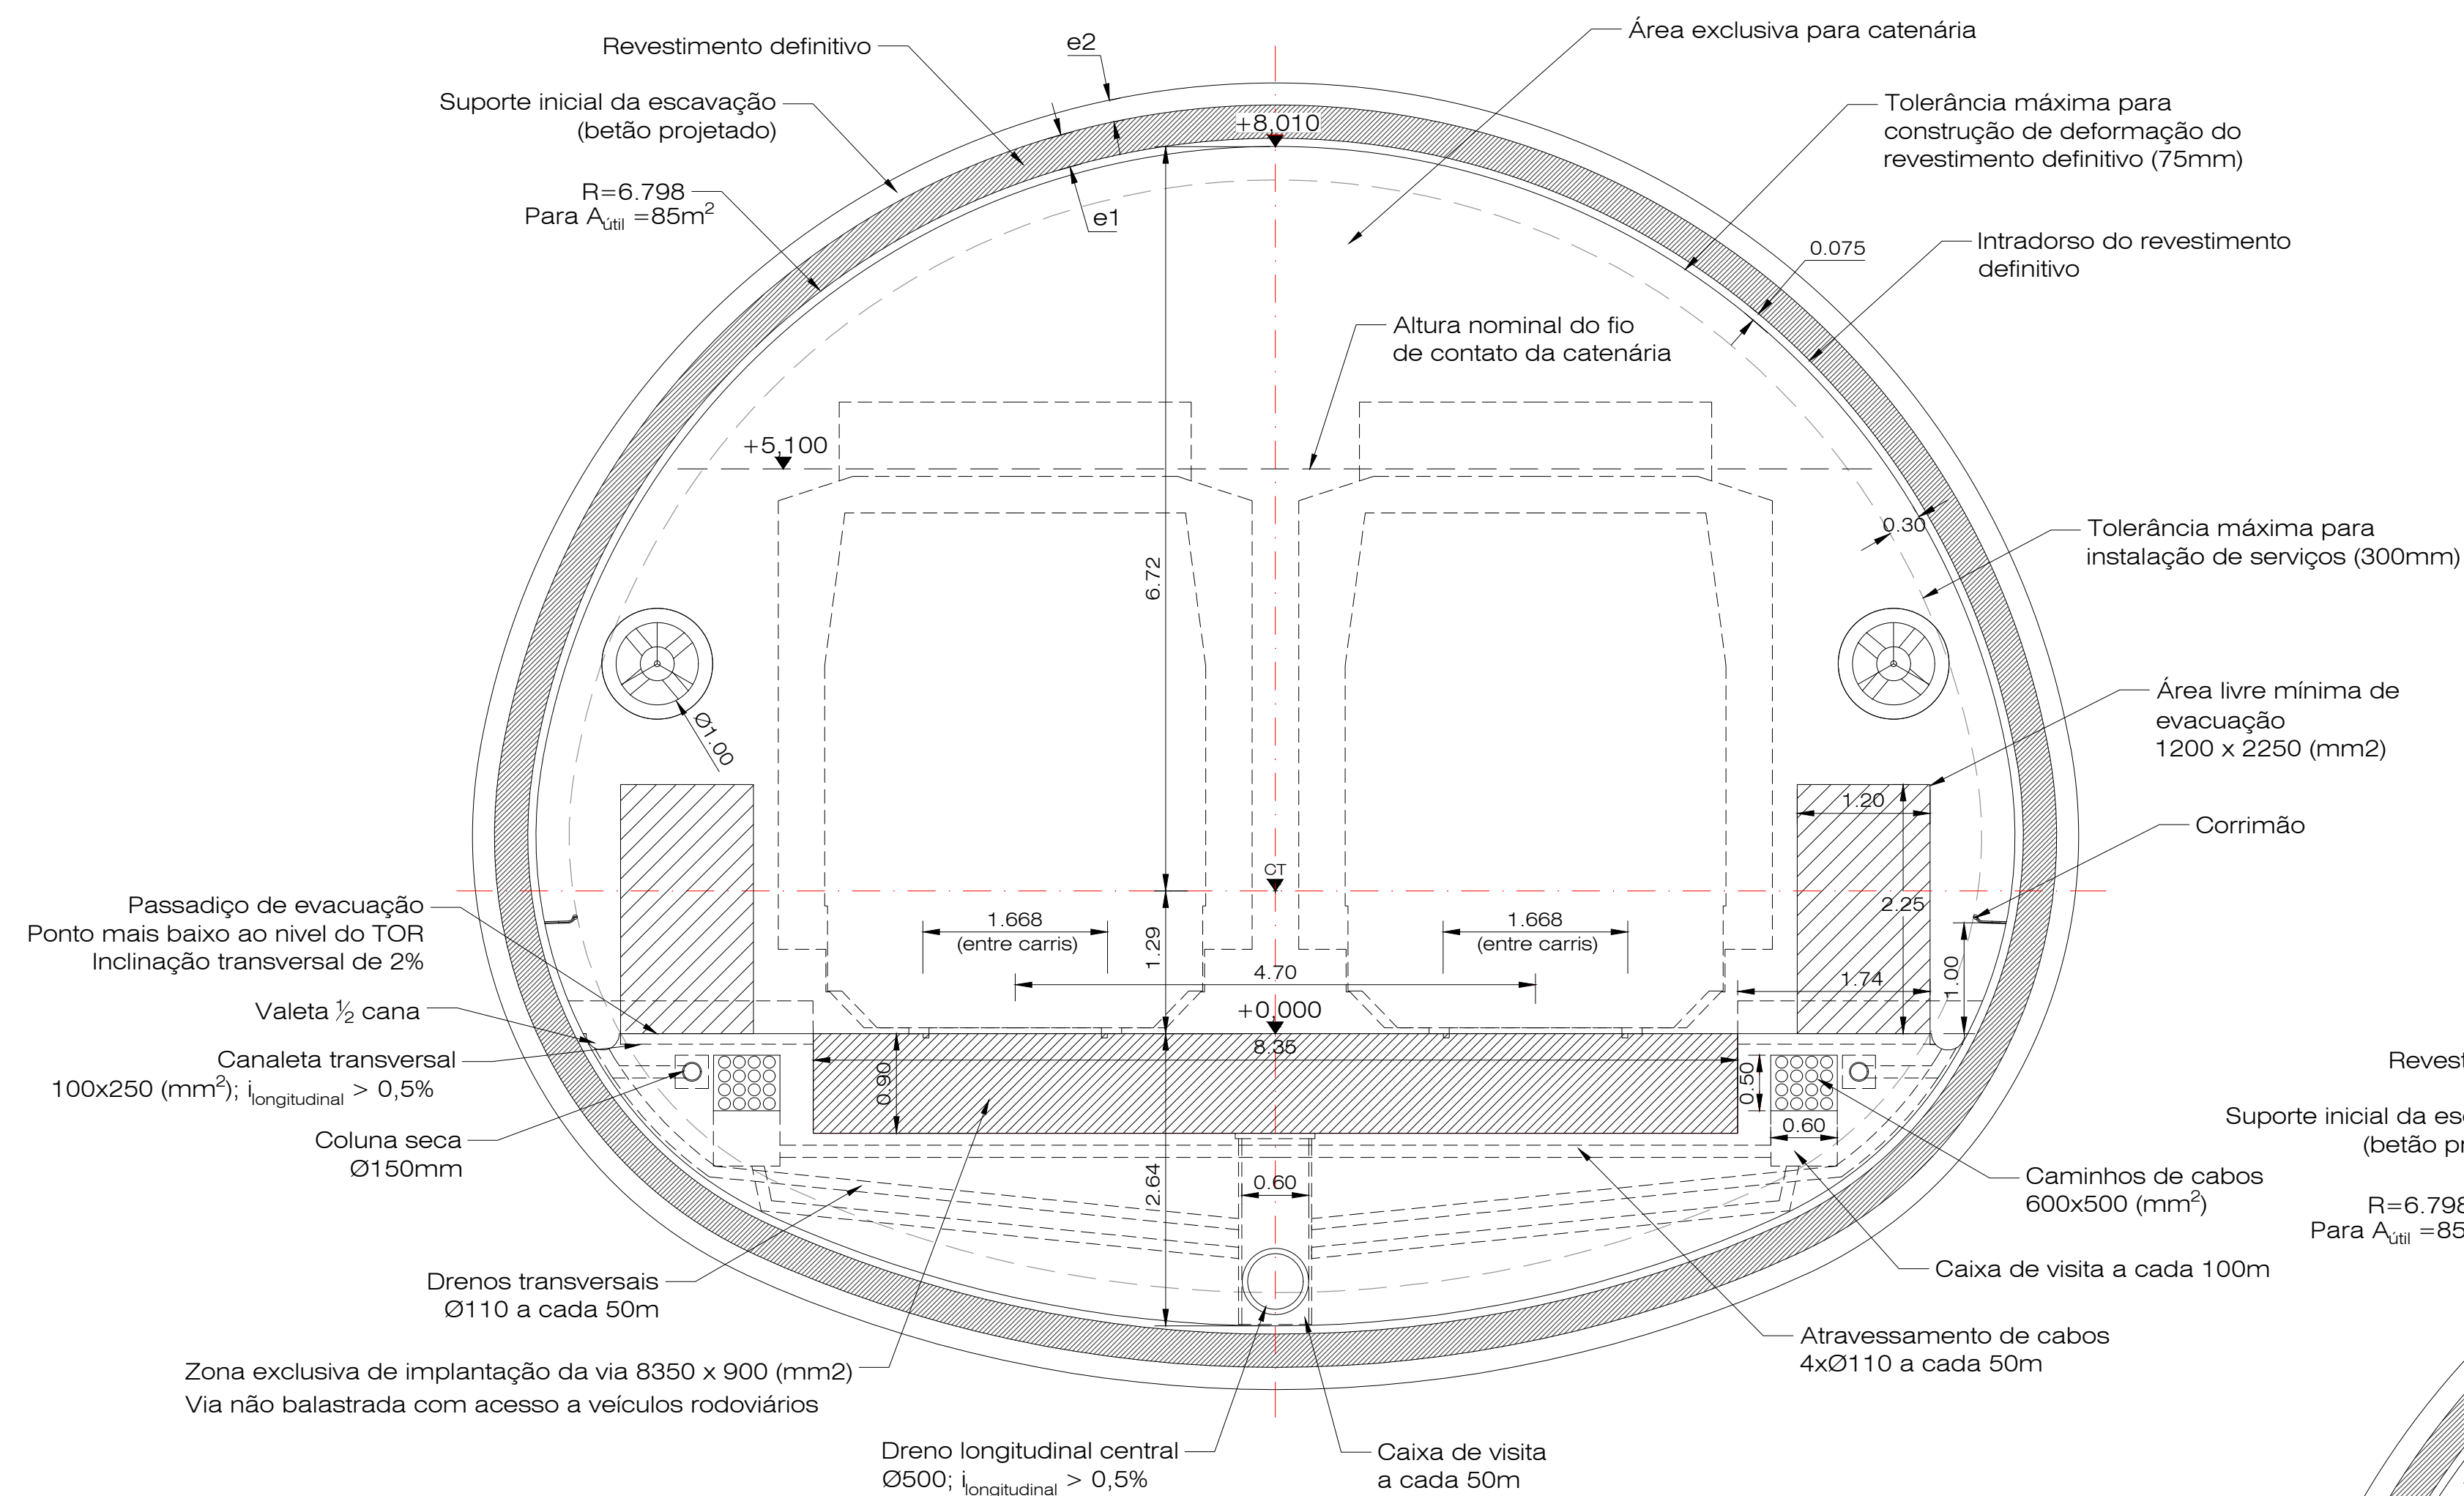 Revestimento definitivo
e2
Área exclusiva para catenária
Suporte inicial da escavação
(betão projetado)
+8,010
Tolerância máxima para
construção de deformação do
revestimento definitivo (75mm)
R=6.798
Para Aútil =85m2
e1
0.075
Intradorso do revestimento
definitivo
Altura nominal do fio
de contato da catenária
+5,100
0.30
Tolerância máxima para
instalação de serviços (300mm)
6.72
Ø1.00
Área livre mínima de
evacuação
1200 x 2250 (mm2)
1.20
Corrimão
CT
2.25
Passadiço de evacuação
Ponto mais baixo ao nivel do TOR
Inclinação transversal de 2%
1.668
(entre carris)
1.668
(entre carris)
1.29
4.70
1.74
1.00
Valeta ½ cana
+0,000
8.35
Canaleta transversal
100x250 (mm2); ilongitudinal > 0,5%
0.90
0.50
0.60
Coluna seca
Ø150mm
2.64
0.60
Caminhos de cabos
600x500 (mm2)
Caixa de visita a cada 100m
Drenos transversais
Ø110 a cada 50m
Atravessamento de cabos
4xØ110 a cada 50m
Zona exclusiva de implantação da via 8350 x 900 (mm2)
Via não balastrada com acesso a veículos rodoviários
Dreno longitudinal central
Ø500; ilongitudinal > 0,5%
Caixa de visita
a cada 50m
Revest
Suporte inicial da es
(betão pr
R=6.798
Para Aútil =85